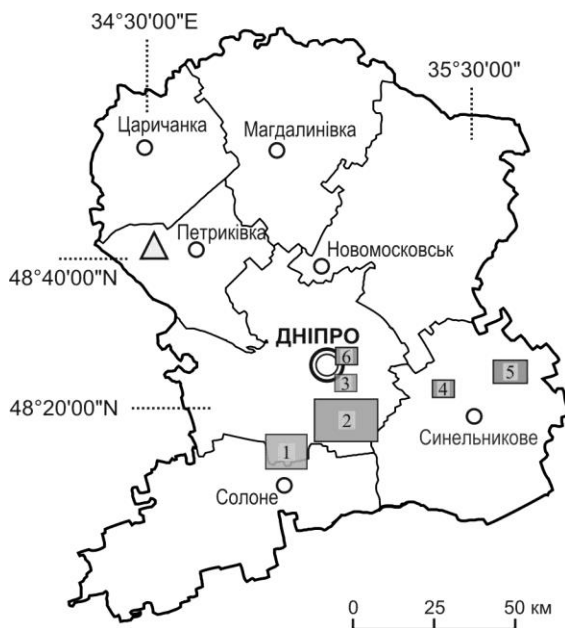 34°30'00"E
35°30'00"
Царичанка
Магдалинівка
Петриківка
Новомосковськ
48°40'00"N
ДНІПРО
6
3
5
4
48°20'00"N
2
Синельникове
1
Солоне
0 25 50 км